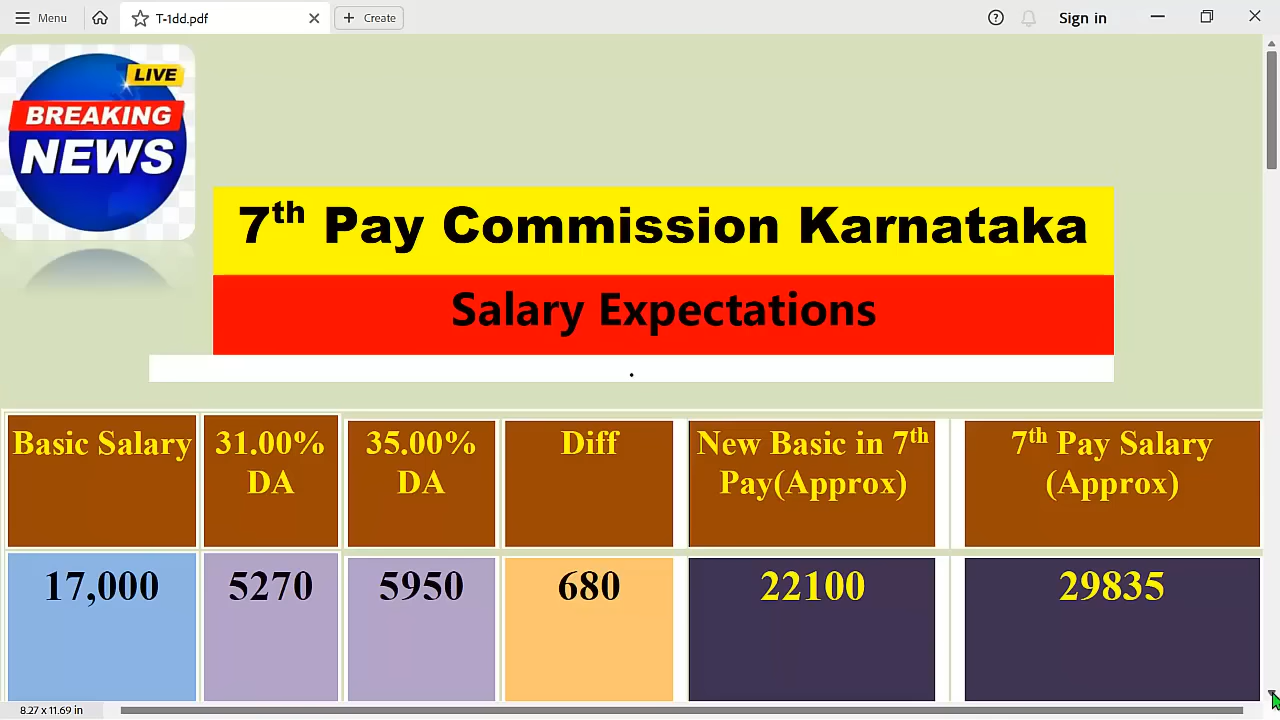 Menu
T-1dd.pdf
Create
Sign in
LIVE
BREAKING
NEWS
7th Pay Commission Karnataka
Salary Expectations
.
Basic Salary
31.00% DA
35.00% DA
Diff
New Basic in 7th Pay(Approx)
7th Pay Salary (Approx)
17,000
5270
5950
680
22100
29835
8.27 x 11.69 in